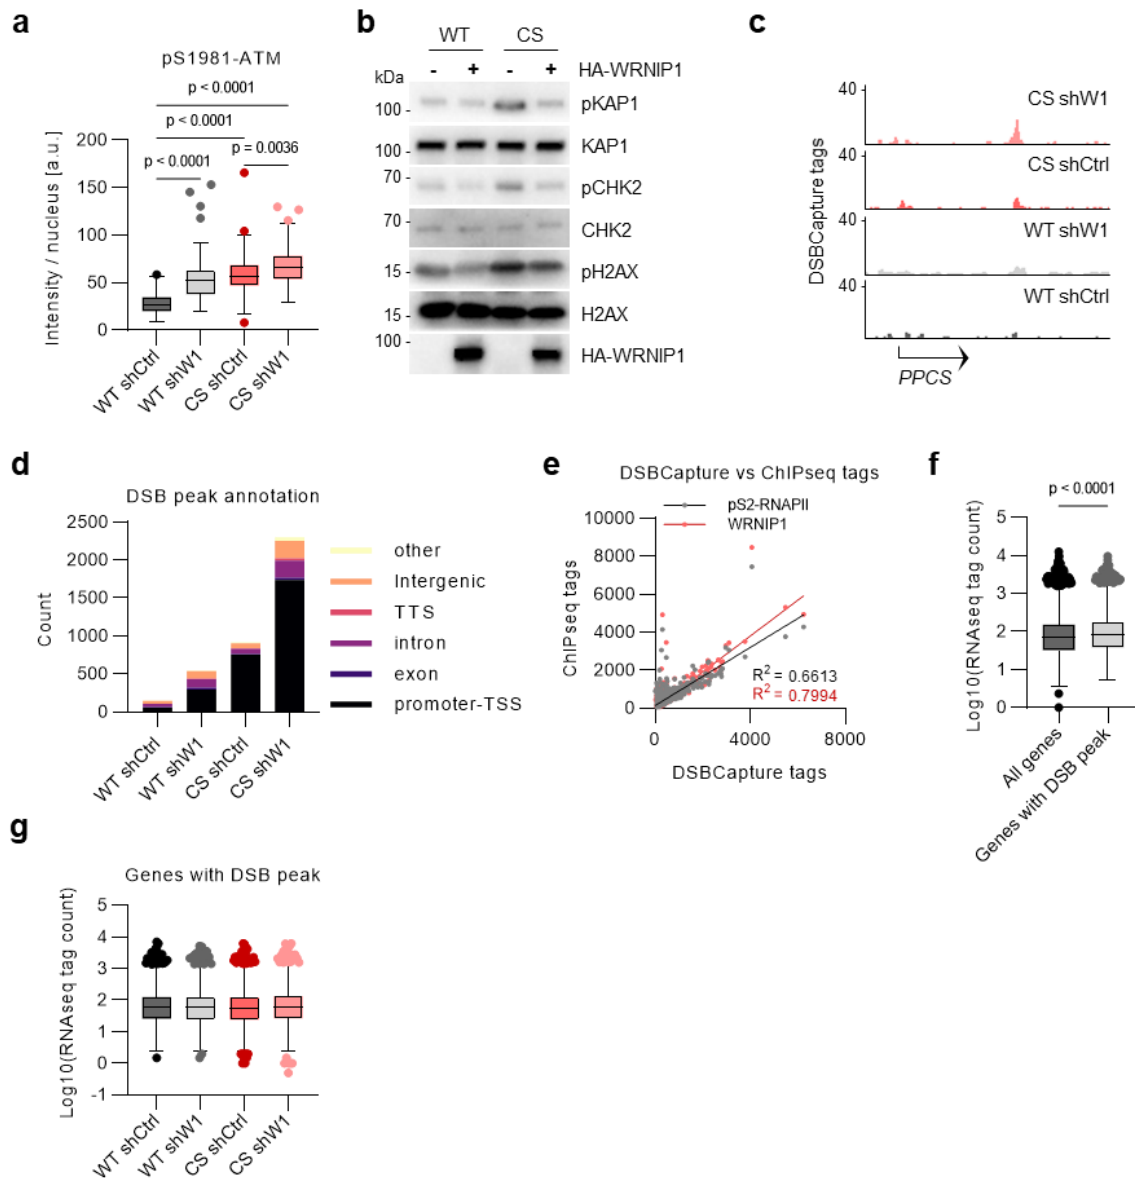 a
pS1981-ATM
p < 0.0001
p < 0.0001
p < 0.0001
p = 0.0036
200
150
100
50
0
Intensity / nucleus [a.u.]
WT shCtrl
WT shW1
CS shCtrl
CS shW1
b
WT CS
- + - + HA-WRNIP1
kDa
100 - pKAP1
100 - KAP1
70 - pCHK2
70 - CHK2
15 - pH2AX
15 - H2AX
100 - HA-WRNIP1
c
DSBCapture tags
40 CS shW1
40 CS shCtrl
40 WT shW1
40 WT shCtrl
PPCS
d
DSB peak annotation
2500
2000
1500
1000
500
0
Count
WT shCtrl
WT shW1
CS shCtrl
CS shW1
other
Intergenic
TTS
intron
exon
promoter-TSS
e
DSBCapture vs ChIPseq tags
pS2-RNAPII
WRNIP1
10000
8000
6000
4000
2000
0
ChIPseq tags
R² = 0.6613
R² = 0.7994
0 4000 8000
DSBCapture tags
f
p < 0.0001
5
4
3
2
1
0
Log10(RNAseq tag count)
All genes
Genes with DSB peak
g
Genes with DSB peak
5
4
3
2
1
0
-1
Log10(RNAseq tag count)
WT shCtrl
WT shW1
CS shCtrl
CS shW1